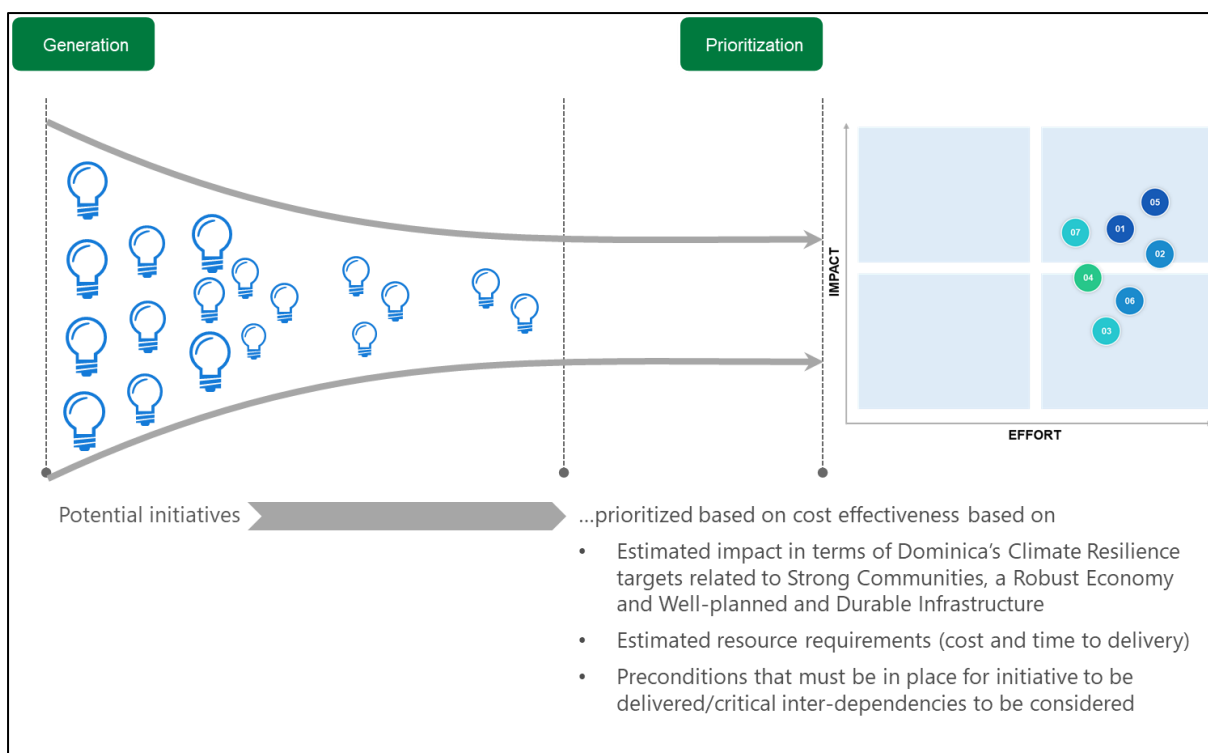 Generation
Prioritization
IMPACT
05
07
01
02
04
06
03
EFFORT
Potential initiatives
...prioritized based on cost effectiveness based on
• Estimated impact in terms of Dominica's Climate Resilience
targets related to Strong Communities, a Robust Economy
and Well-planned and Durable Infrastructure
• Estimated resource requirements (cost and time to delivery)
• Preconditions that must be in place for initiative to be
delivered/critical inter-dependencies to be considered